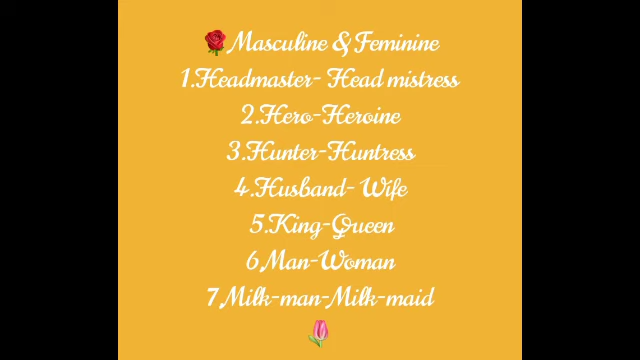 🌹Masculine & Feminine
1.Headmaster- Head mistress
2.Hero-Heroine
3.Hunter-Huntress
4.Husband- Wife
5.King-Queen
6,Man-Woman
7,Milk-man-Milk-maid
🌷